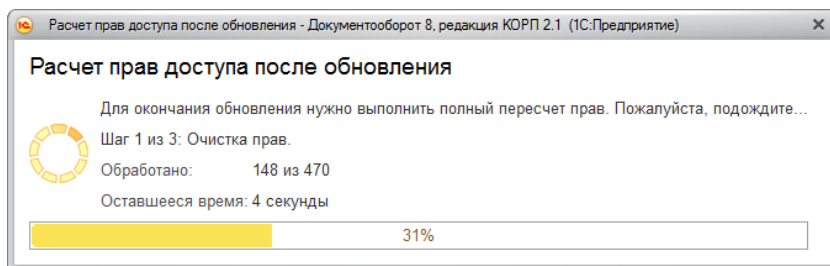 1С Расчет прав доступа после обновления - Документооборот 8, редакция КОРП 2.1 (1С:Предприятие)
Расчет прав доступа после обновления
Для окончания обновления нужно выполнить полный пересчет прав. Пожалуйста, подождите...
Шаг 1 из 3: Очистка прав.
Обработано: 148 из 470
Оставшееся время: 4 секунды
31%